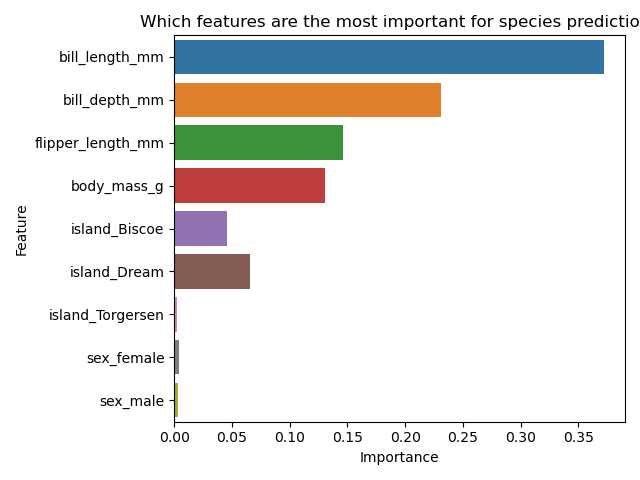 Which features are the most important for species predictio
bill_length_mm
bill_depth_mm
flipper_length_mm
body_mass_g
island_Biscoe
island_Dream
island_Torgersen
sex_female
sex_male
Feature
0.00 0.05 0.10 0.15 0.20 0.25 0.30 0.35
Importance